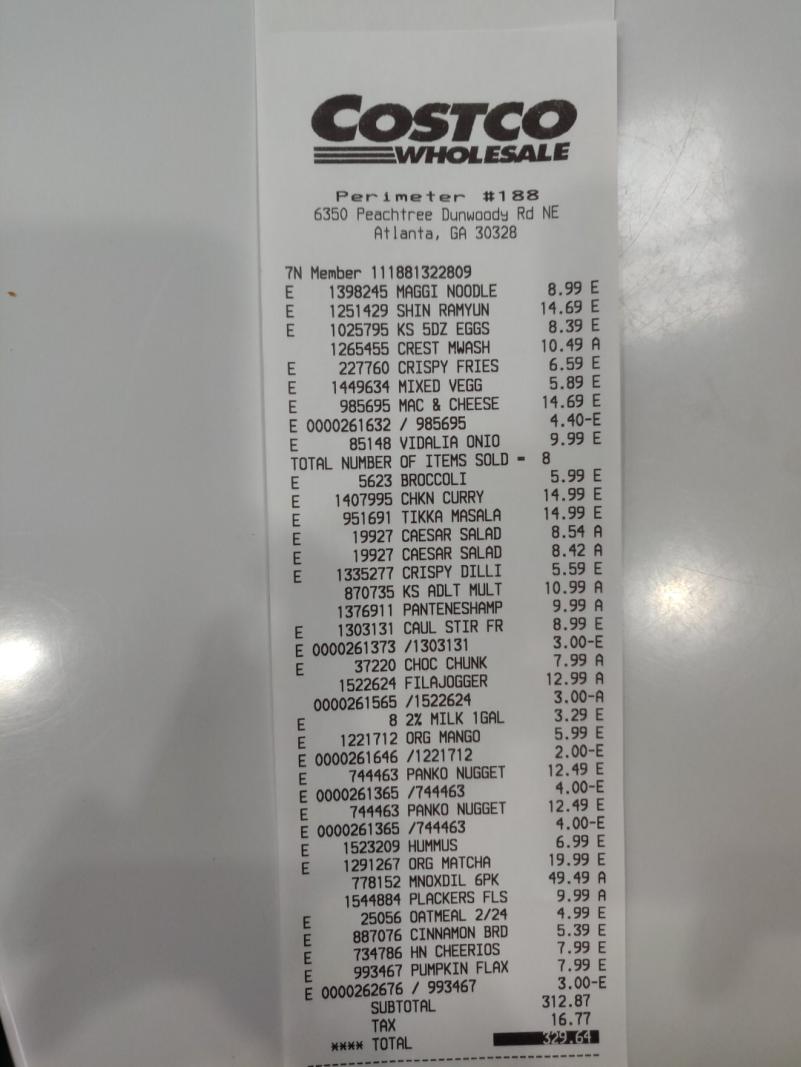 COSTCO
WHOLESALE
Perimeter #188
6350 Peachtree Dunwoody Rd NE
Atlanta, GA 30328
7N Member 111881322809
E 1398245 MAGGI NOODLE 8.99 E
E 1251429 SHIN RAMYUN 14.69 E
E 1025795 KS 5DZ EGGS 8.39 E
1265455 CREST MWASH 10.49 A
E 227760 CRISPY FRIES 6.59 E
E 1449634 MIXED VEGG 5.89 E
E 985695 MAC & CHEESE 14.69 E
E 0000261632 / 985695 4.40-E
E 85148 VIDALIA ONIO 9.99 E
TOTAL NUMBER OF ITEMS SOLD = 8
E 5623 BROCCOLI 5.99 E
E 1407995 CHKN CURRY 14.99 E
E 951691 TIKKA MASALA 14.99 E
E 19927 CAESAR SALAD 8.54 A
E 19927 CAESAR SALAD 8.42 A
E 1335277 CRISPY DILLI 5.59 E
870735 KS ADLT MULT 10.99 A
1376911 PANTENESHAMP 9.99 A
E 1303131 CAUL STIR FR 8.99 E
E 0000261373 /1303131 3.00-E
E 37220 CHOC CHUNK 7.99 A
1522624 FILAJOGGER 12.99 A
0000261565 /1522624 3.00-A
E 8 2% MILK 1GAL 3.29 E
E 1221712 ORG MANGO 5.99 E
E 0000261646 /1221712 2.00-E
E 744463 PANKO NUGGET 12.49 E
E 0000261365 /744463 4.00-E
E 744463 PANKO NUGGET 12.49 E
E 0000261365 /744463 4.00-E
E 1523209 HUMMUS 6.99 E
E 1291267 ORG MATCHA 19.99 E
778152 MNOXDIL 6PK 49.49 A
1544884 PLACKERS FLS 9.99 A
E 25056 OATMEAL 2/24 4.99 E
E 887076 CINNAMON BRD 5.39 E
E 734786 HN CHEERIOS 7.99 E
E 993467 PUMPKIN FLAX 7.99 E
E 0000262676 / 993467 3.00-E
SUBTOTAL 312.87
TAX 16.77
**** TOTAL 329.64